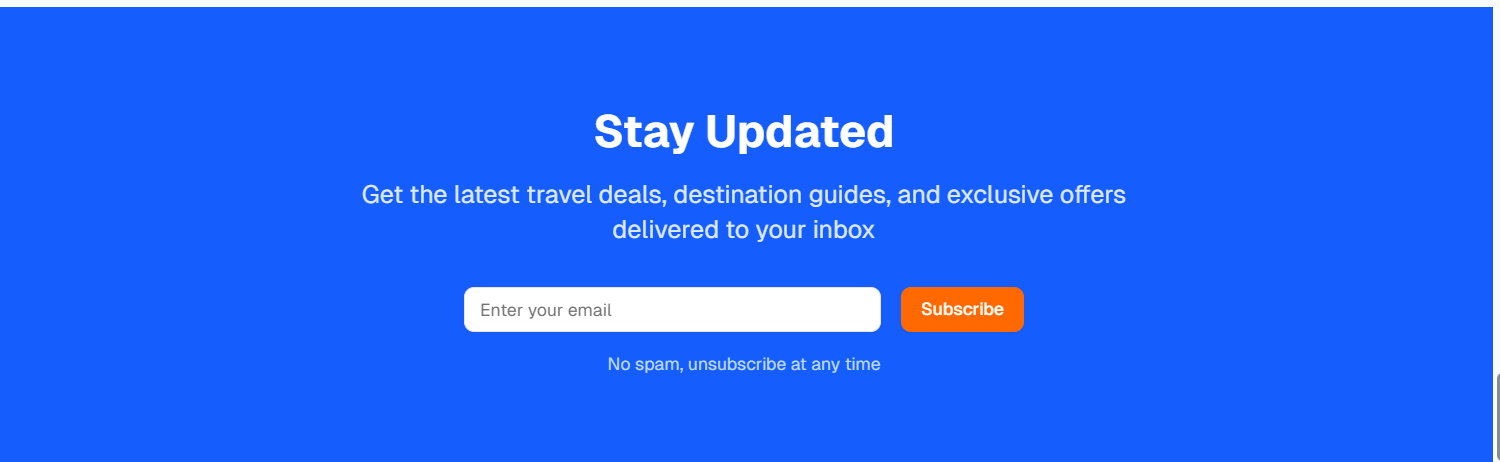 Stay Updated
Get the latest travel deals, destination guides, and exclusive offers
delivered to your inbox
Enter your email
Subscribe
No spam, unsubscribe at any time